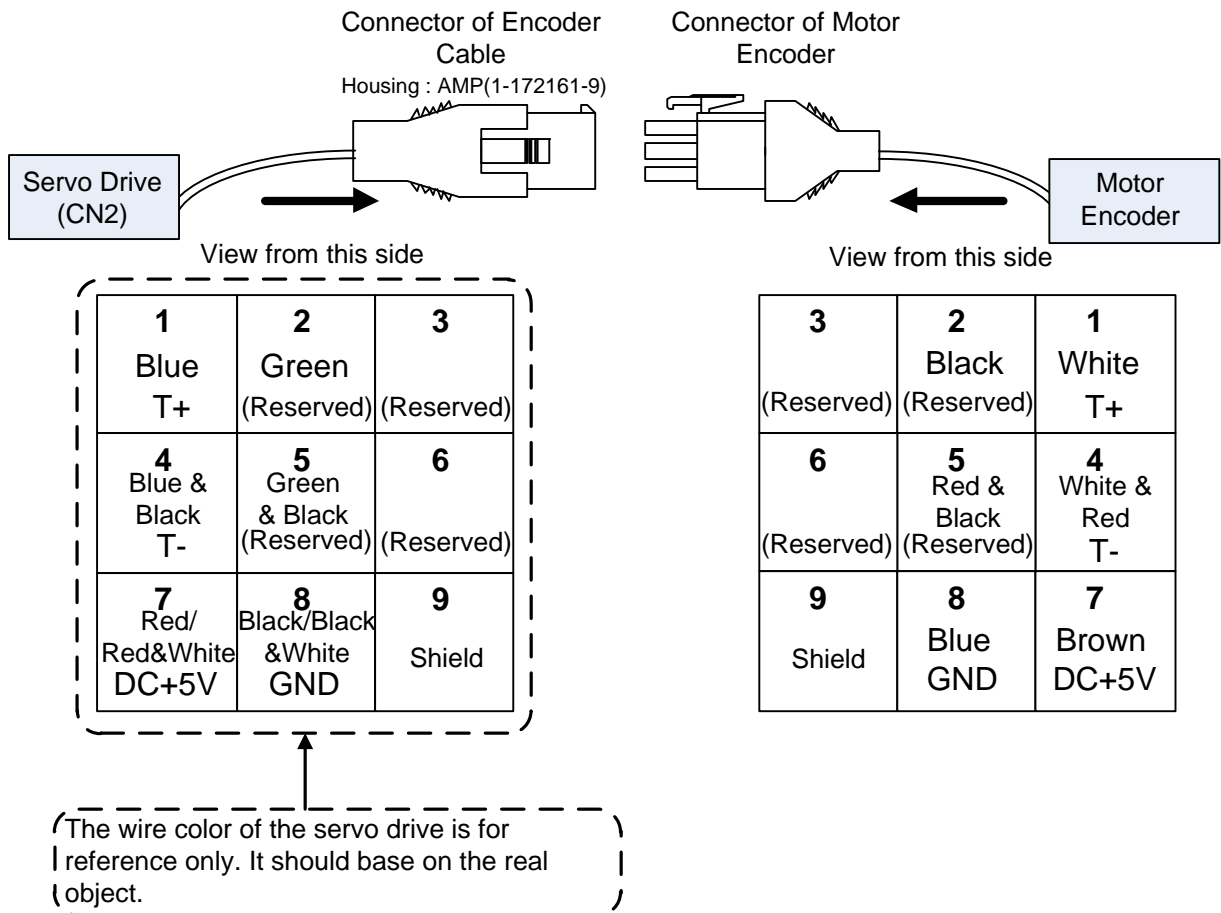 Connector of Encoder
Cable
Housing : AMP(1-172161-9)
Connector of Motor
Encoder
Servo Drive
(CN2)
Motor
Encoder
View from this side
View from this side
1
Blue
T+
2
Green
(Reserved)
3
(Reserved)
4
Blue &
Black
T-
5
Green
& Black
(Reserved)
6
(Reserved)
7
Red/
Red&White
DC+5V
8
Black/Black
&White
GND
9
Shield
3
(Reserved)
2
Black
(Reserved)
1
White
T+
6
(Reserved)
5
Red &
Black
(Reserved)
4
White &
Red
T-
9
Shield
8
Blue
GND
7
Brown
DC+5V
The wire color of the servo drive is for
reference only. It should base on the real
object.